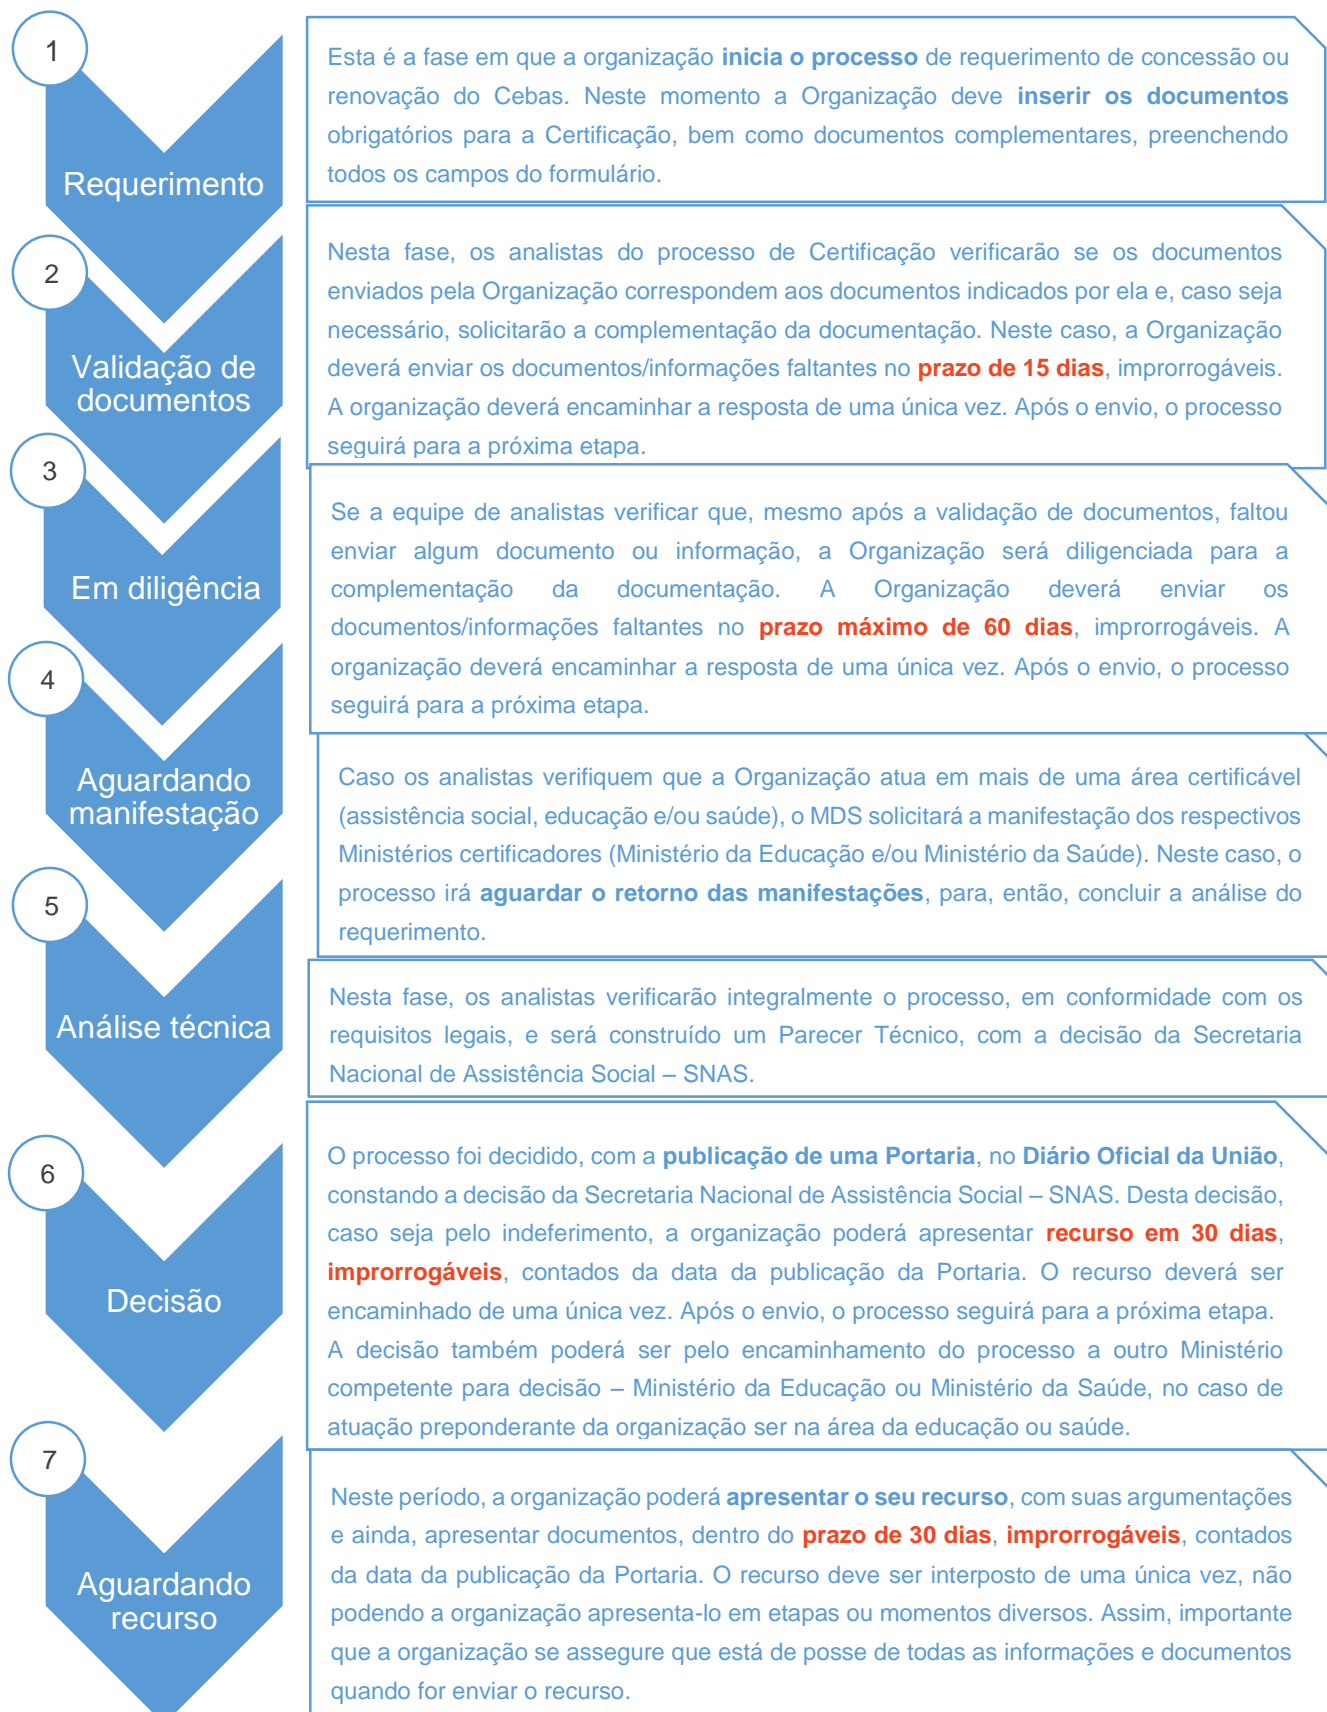 1
Requerimento
Esta é a fase em que a organização inicia o processo de requerimento de concessão ou
renovação do Cebas. Neste momento a Organização deve inserir os documentos
obrigatórios para a Certificação, bem como documentos complementares, preenchendo
todos os campos do formulário.
2
Validação de
documentos
Nesta fase, os analistas do processo de Certificação verificarão se os documentos
enviados pela Organização correspondem aos documentos indicados por ela e, caso seja
necessário, solicitarão a complementação da documentação. Neste caso, a Organização
deverá enviar os documentos/informações faltantes no prazo de 15 dias, improrrogáveis.
A organização deverá encaminhar a resposta de uma única vez. Após o envio, o processo
seguirá para a próxima etapa.
3
Em diligência
Se a equipe de analistas verificar que, mesmo após a validação de documentos, faltou
enviar algum documento ou informação, a Organização será diligenciada para a
complementação da documentação. A Organização deverá enviar os
documentos/informações faltantes no prazo máximo de 60 dias, improrrogáveis. A
organização deverá encaminhar a resposta de uma única vez. Após o envio, o processo
seguirá para a próxima etapa.
4
Aguardando
manifestação
Caso os analistas verifiquem que a Organização atua em mais de uma área certificável
(assistência social, educação e/ou saúde), o MDS solicitará a manifestação dos respectivos
Ministérios certificadores (Ministério da Educação e/ou Ministério da Saúde). Neste caso, o
processo irá aguardar o retorno das manifestações, para, então, concluir a análise do
requerimento.
5
Análise técnica
Nesta fase, os analistas verificarão integralmente o processo, em conformidade com os
requisitos legais, e será construído um Parecer Técnico, com a decisão da Secretaria
Nacional de Assistência Social – SNAS.
6
Decisão
O processo foi decidido, com a publicação de uma Portaria, no Diário Oficial da União,
constando a decisão da Secretaria Nacional de Assistência Social – SNAS. Desta decisão,
caso seja pelo indeferimento, a organização poderá apresentar recurso em 30 dias,
improrrogáveis, contados da data da publicação da Portaria. O recurso deverá ser
encaminhado de uma única vez. Após o envio, o processo seguirá para a próxima etapa.
A decisão também poderá ser pelo encaminhamento do processo a outro Ministério
competente para decisão – Ministério da Educação ou Ministério da Saúde, no caso de
atuação preponderante da organização ser na área da educação ou saúde.
7
Aguardando
recurso
Neste período, a organização poderá apresentar o seu recurso, com suas argumentações
e ainda, apresentar documentos, dentro do prazo de 30 dias, improrrogáveis, contados
da data da publicação da Portaria. O recurso deve ser interposto de uma única vez, não
podendo a organização apresenta-lo em etapas ou momentos diversos. Assim, importante
que a organização se assegure que está de posse de todas as informações e documentos
quando for enviar o recurso.